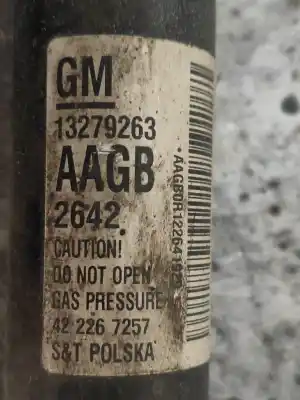 GM
13279263
AAGB
2642
CAUTION!
DO NOT OPEN
GAS PRESSURE
42 226 7257
S&T POLSKA